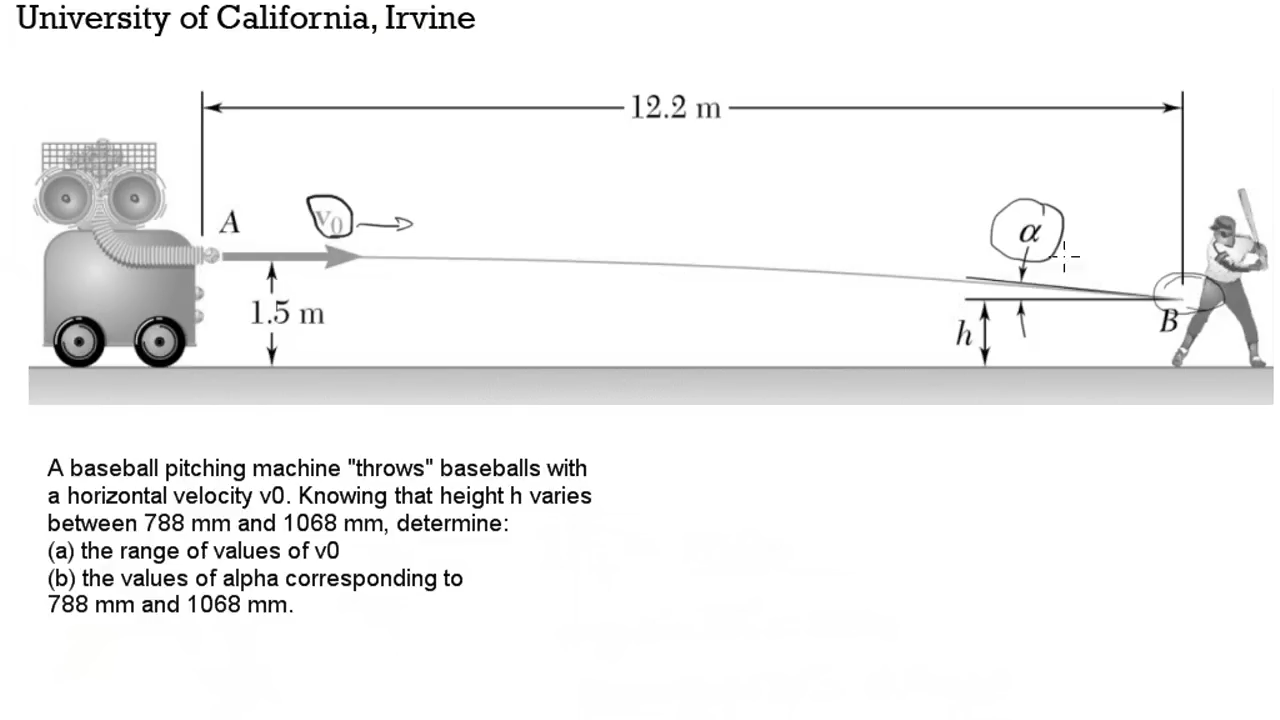 University of California, Irvine
12.2 m
A
v0
α
1.5 m
h
B
A baseball pitching machine "throws" baseballs with
a horizontal velocity v0. Knowing that height h varies
between 788 mm and 1068 mm, determine:
(a) the range of values of v0
(b) the values of alpha corresponding to
788 mm and 1068 mm.